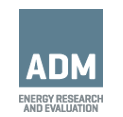 ADM
ENERGY RESEARCH
AND EVALUATION